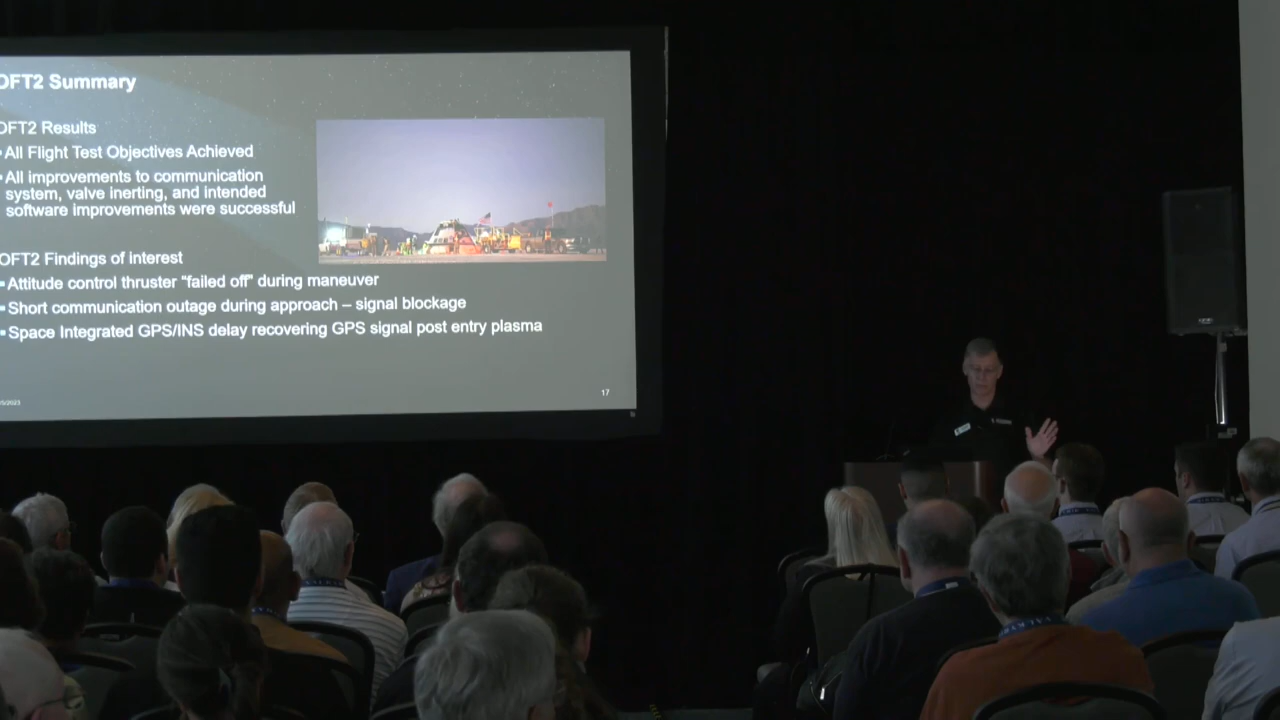 OFT2 Summary
OFT2 Results
All Flight Test Objectives Achieved
All improvements to communication
system, valve inerting, and intended
software improvements were successful
OFT2 Findings of interest
Attitude control thruster "failed off" during maneuver
Short communication outage during approach – signal blockage
Space Integrated GPS/INS delay recovering GPS signal post entry plasma
17